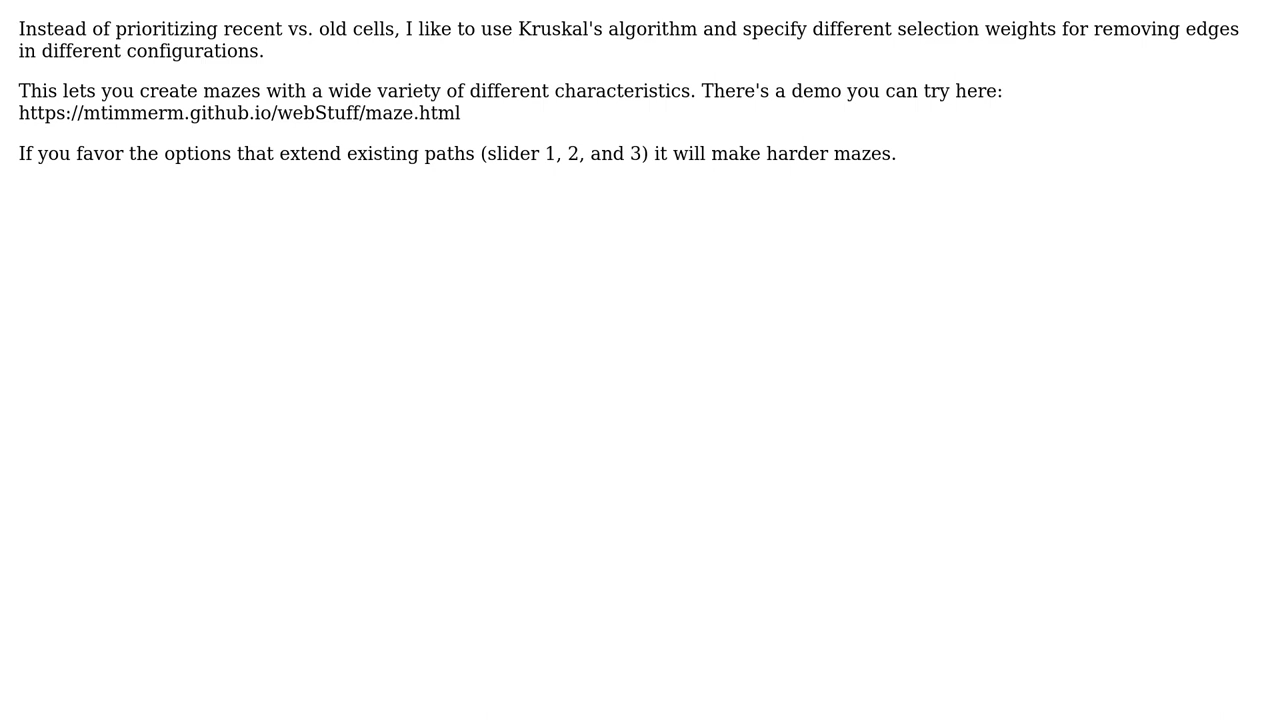 Instead of prioritizing recent vs. old cells, I like to use Kruskal's algorithm and specify different selection weights for removing edges
in different configurations.
This lets you create mazes with a wide variety of different characteristics. There's a demo you can try here:
https://mtimmerm.github.io/webStuff/maze.html
If you favor the options that extend existing paths (slider 1, 2, and 3) it will make harder mazes.